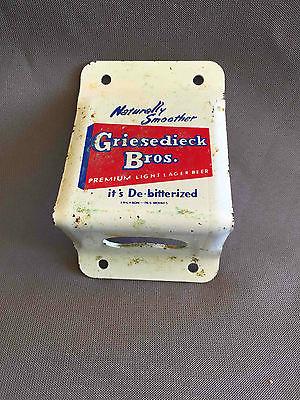 Naturally
Smoother
Griesedieck
Bros.
PREMIUM LIGHT LAGER BEER
it's De-bitterized